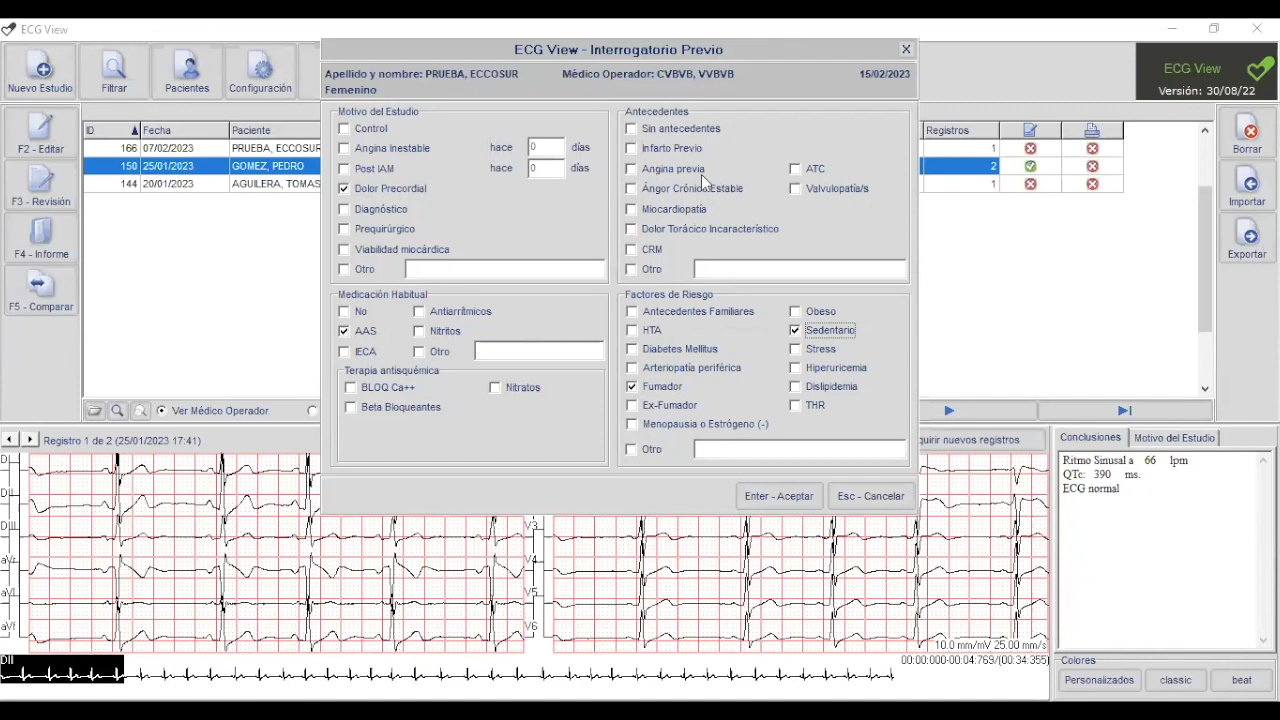 ECG View
ECG View - Interrogatorio Previo
Nuevo Estudio
Filtrar
Pacientes
Configuración
Apellido y nombre: PRUEBA, ECCOSUR
Médico Operador: CVBVB, VVBVB
15/02/2023
Femenino
ECG View
Versión: 30/08/22
F2 - Editar
F3 - Revisión
F4 - Informe
F5 - Comparar
ID Fecha Paciente
166 07/02/2023 PRUEBA, ECCOSUR
150 25/01/2023 GOMEZ, PEDRO
144 20/01/2023 AGUILERA, TOMAS
Motivo del Estudio
Control
Angina inestable hace 0 días
Post IAM hace 0 días
Dolor Precordial
Diagnóstico
Prequirúrgico
Viabilidad miocárdica
Otro
Antecedentes
Sin antecedentes
Infarto Previo
Angina previa ATC
Ángor Crónico Estable Valvulopatía/s
Miocardiopatía
Dolor Torácico Incaracterístico
CRM
Otro
Medicación Habitual
No Antiarrítmicos
AAS Nitritos
IECA Otro
Terapia antisquémica
BLOQ Ca++ Nitratos
Beta Bloqueantes
Factores de Riesgo
Antecedentes Familiares Obeso
HTA Sedentario
Diabetes Mellitus Stress
Arteriopatía periférica Hiperuricemia
Fumador Dislipidemia
Ex-Fumador THR
Menopausia o Estrógeno (-)
Otro
Enter - Aceptar
Esc - Cancelar
Registros
1
2
1
Borrar
Importar
Exportar
Ver Médico Operador
Registro 1 de 2 (25/01/2023 17:41)
quirir nuevos registros
Conclusiones
Motivo del Estudio
Ritmo Sinusal a 66 lpm
QTc: 390 ms.
ECG normal
DI
DII
DIII
aVr
aVl
aVf
V3
V4
V5
V6
10.0 mm/mV 25.00 mm/s
DII
00:00:000-00:04.769/[00:34.355]
Colores
Personalizados
classic
beat